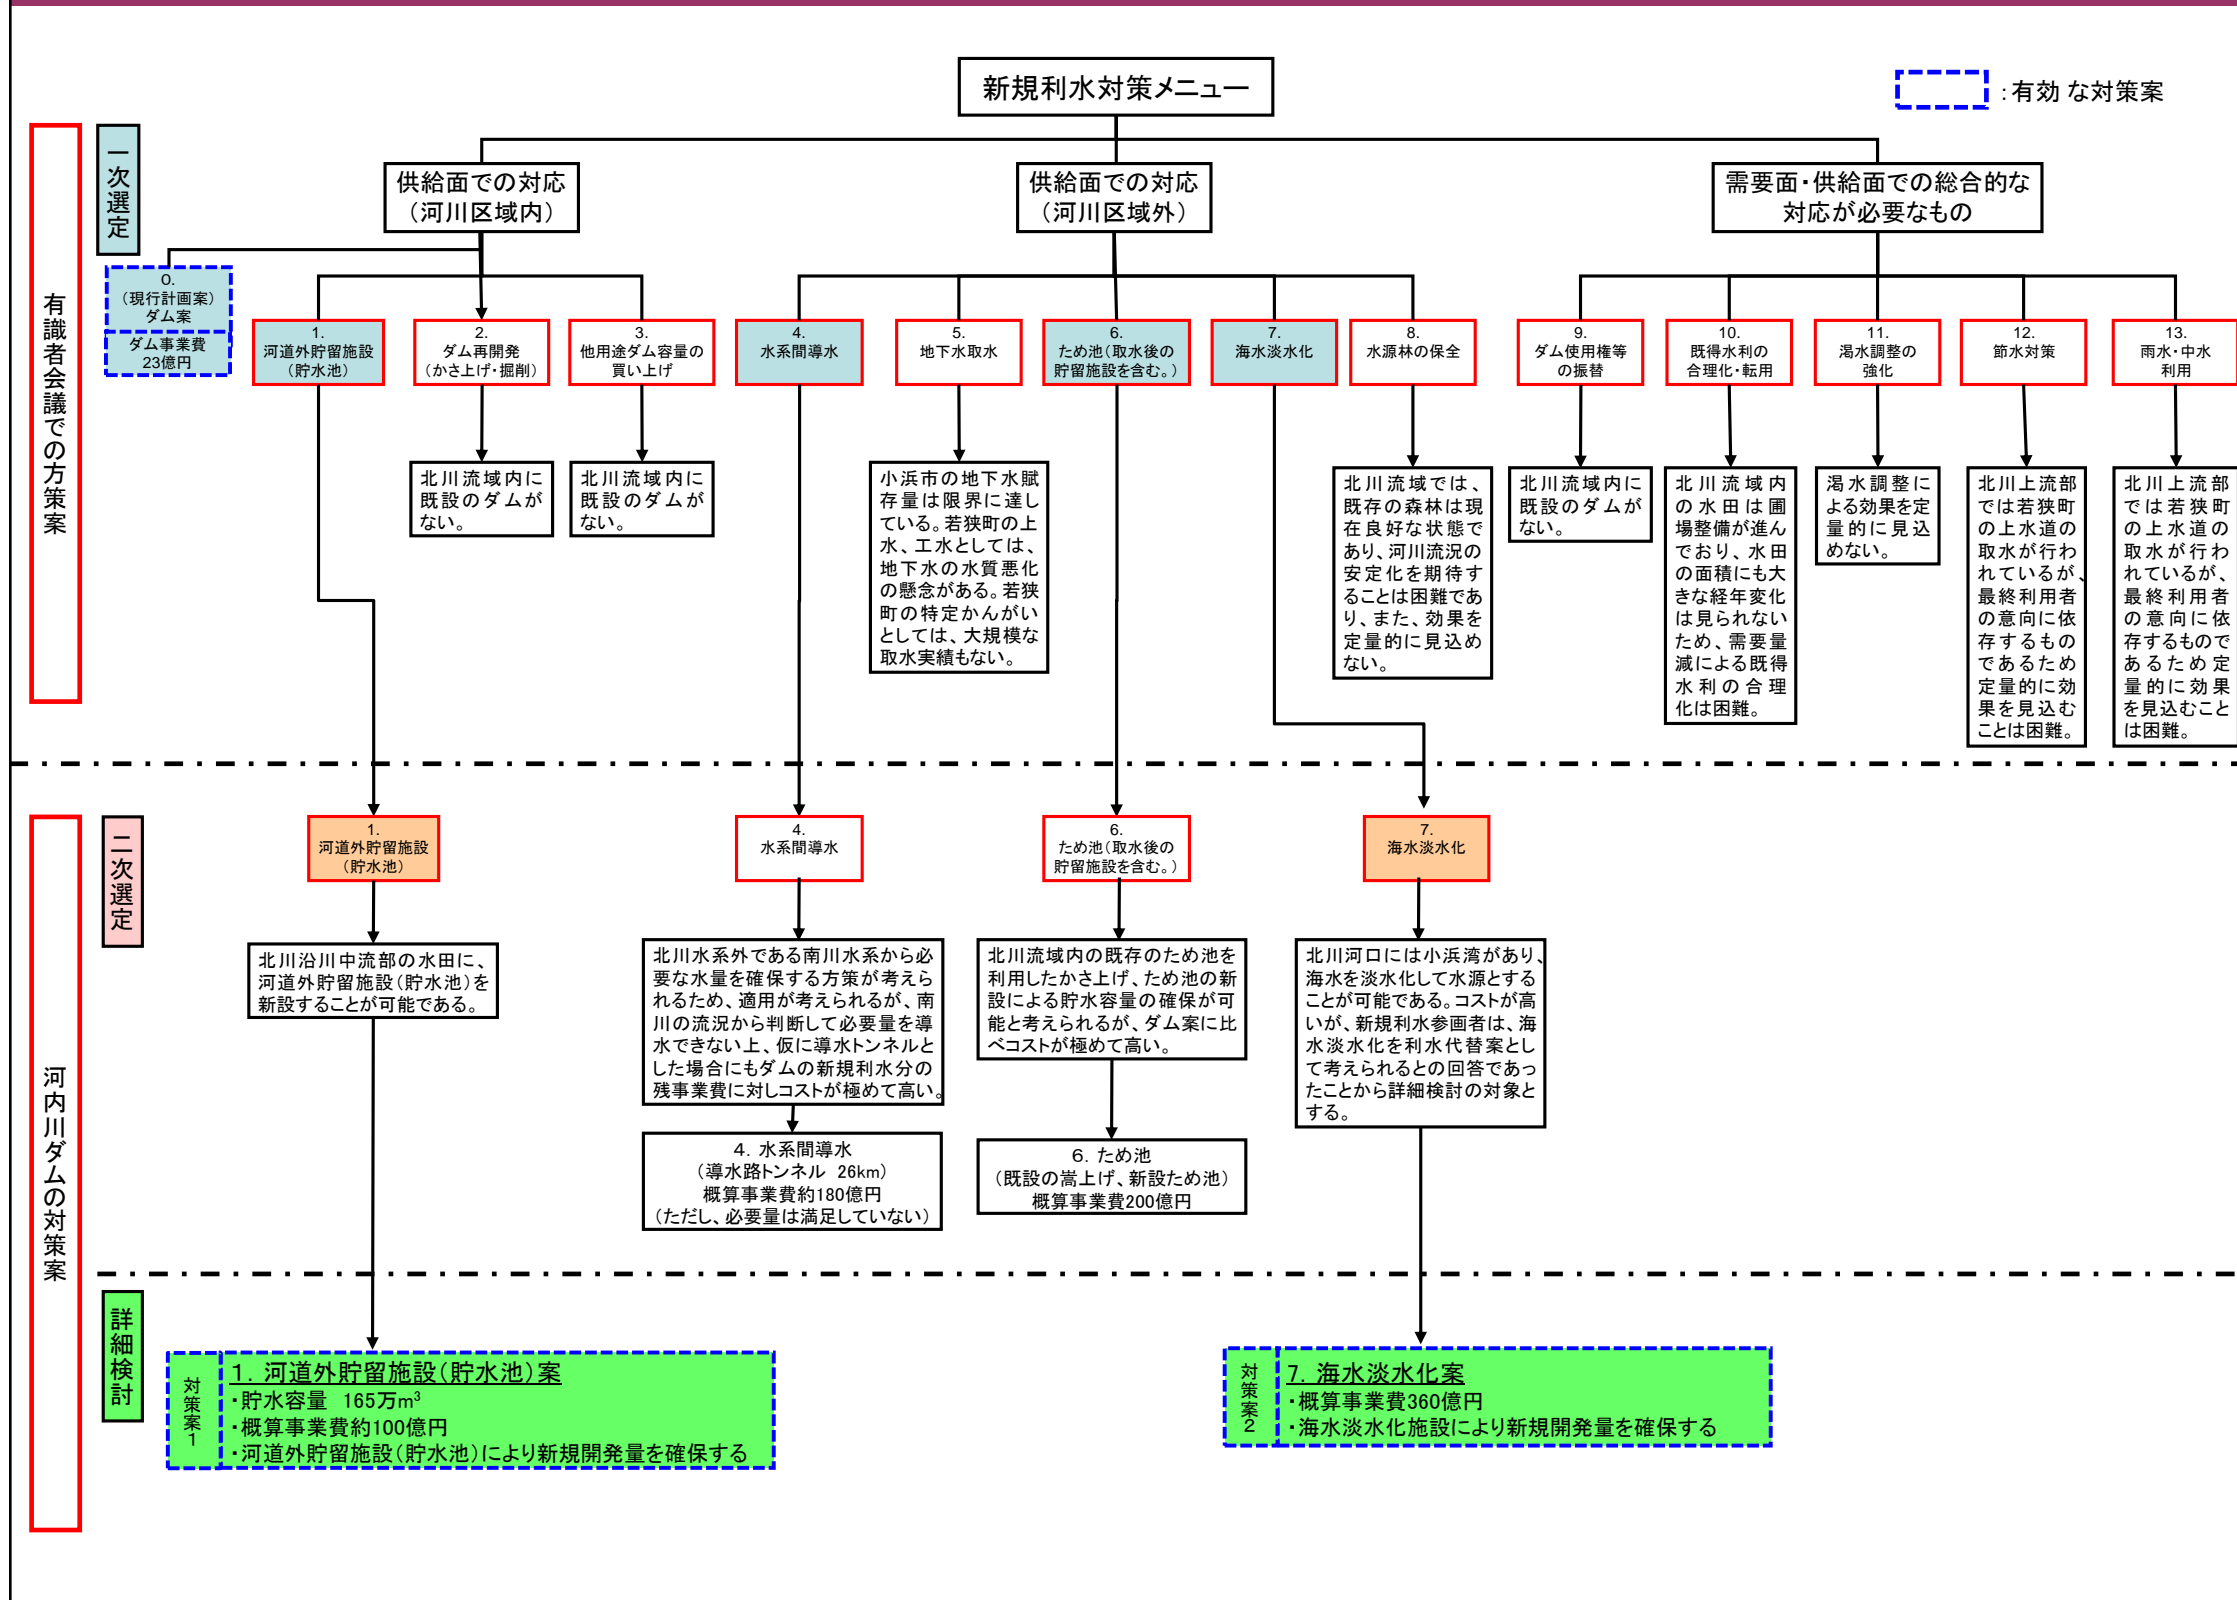 新規利水対策メニュー
:有効 な対策案
有識者会議での方策案
一次選定
供給面での対応
（河川区域内）
供給面での対応
（河川区域外）
需要面・供給面での総合的な
対応が必要なもの
0.
（現行計画案）
ダム案
ダム事業費
23億円
1.
河道外貯留施設
（貯水池）
2.
ダム再開発
（かさ上げ・掘削）
3.
他用途ダム容量の
買い上げ
4.
水系間導水
5.
地下水取水
6.
ため池（取水後の
貯留施設を含む。）
7.
海水淡水化
8.
水源林の保全
9.
ダム使用権等
の振替
10.
既得水利の
合理化・転用
11.
渇水調整の
強化
12.
節水対策
13.
雨水・中水
利用
北川流域内に
既設のダムが
ない。
北川流域内に
既設のダムが
ない。
小浜市の地下水賦
存量は限界に達し
ている。若狭町の上
水、工水としては、
地下水の水質悪化
の懸念がある。若狭
町の特定かんがい
としては、大規模な
取水実績もない。
北川流域では、
既存の森林は現
在良好な状態で
あり、河川流況の
安定化を期待す
ることは困難であ
り、また、効果を
定量的に見込め
ない。
北川流域内に
既設のダムが
ない。
北川流域内
の水田は圃
場整備が進ん
でおり、水田
の面積にも大
きな経年変化
は見られない
ため、需要量
減による既得
水利の合理
化は困難。
渇水調整に
よる効果を定
量的に見込
めない。
北川上流部
では若狭町
の上水道の
取水が行わ
れているが、
最終利用者
の意向に依
存するもの
であるため
定量的に効
果を見込む
ことは困難。
北川上流部
では若狭町
の上水道の
取水が行わ
れているが、
最終利用者
の意向に依
存するもので
あるため定
量的に効果
を見込むこと
は困難。
河内川ダムの対策案
二次選定
1.
河道外貯留施設
（貯水池）
4.
水系間導水
6.
ため池（取水後の
貯留施設を含む。）
7.
海水淡水化
北川沿川中流部の水田に、
河道外貯留施設（貯水池）を
新設することが可能である。
北川水系外である南川水系から必
要な水量を確保する方策が考えら
れるため、適用が考えられるが、南
川の流況から判断して必要量を導
水できない上、仮に導水トンネルと
した場合にもダムの新規利水分の
残事業費に対しコストが極めて高い。
北川流域内の既存のため池を
利用したかさ上げ、ため池の新
設による貯水容量の確保が可
能と考えられるが、ダム案に比
べコストが極めて高い。
北川河口には小浜湾があり、
海水を淡水化して水源とする
ことが可能である。コストが高
いが、新規利水参画者は、海
水淡水化を利水代替案とし
て考えられるとの回答であっ
たことから詳細検討の対象と
する。
4. 水系間導水
（導水路トンネル 26km）
概算事業費約180億円
（ただし、必要量は満足していない）
6. ため池
（既設の嵩上げ、新設ため池）
概算事業費200億円
詳細検討
対策案1
1. 河道外貯留施設（貯水池）案
・貯水容量 165万m³
・概算事業費約100億円
・河道外貯留施設（貯水池）により新規開発量を確保する
対策案2
7. 海水淡水化案
・概算事業費360億円
・海水淡水化施設により新規開発量を確保する